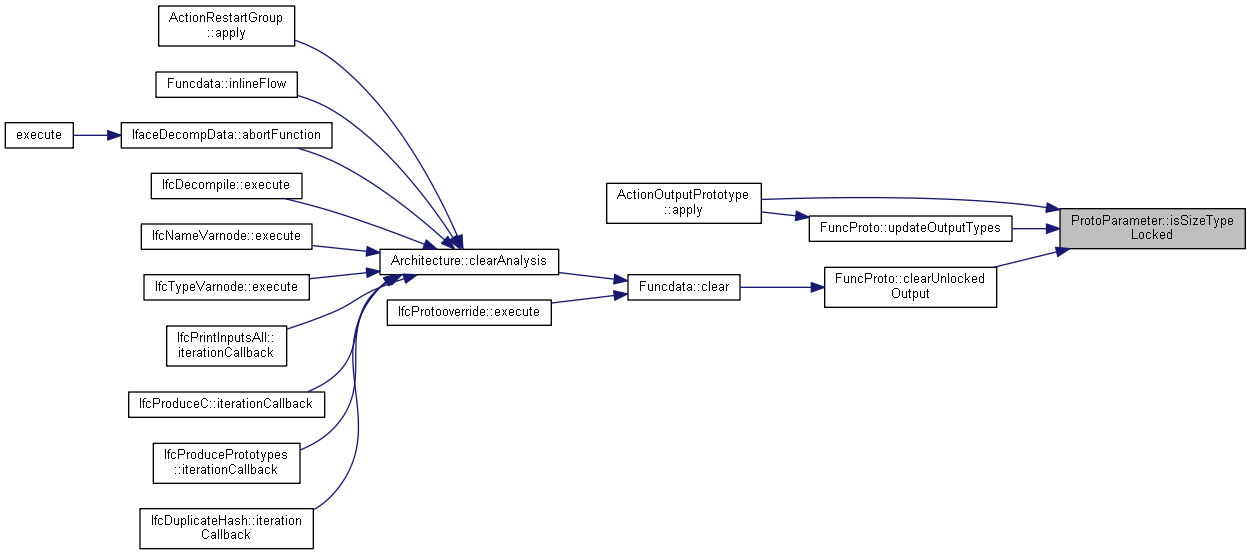 ActionRestartGroup
::apply
Funcdata::inlineFlow
execute
IfaceDecompData::abortFunction
IfcDecompile::execute
IfcNameVarnode::execute
Architecture::clearAnalysis
IfcTypeVarnode::execute
IfcPrintInputsAll::
iterationCallback
IfcProduceC::iterationCallback
IfcProducePrototypes
::iterationCallback
IfcDuplicateHash::iteration
Callback
IfcProtooverride::execute
Funcdata::clear
ActionOutputPrototype
::apply
FuncProto::updateOutputTypes
FuncProto::clearUnlocked
Output
ProtoParameter::isSizeType
Locked